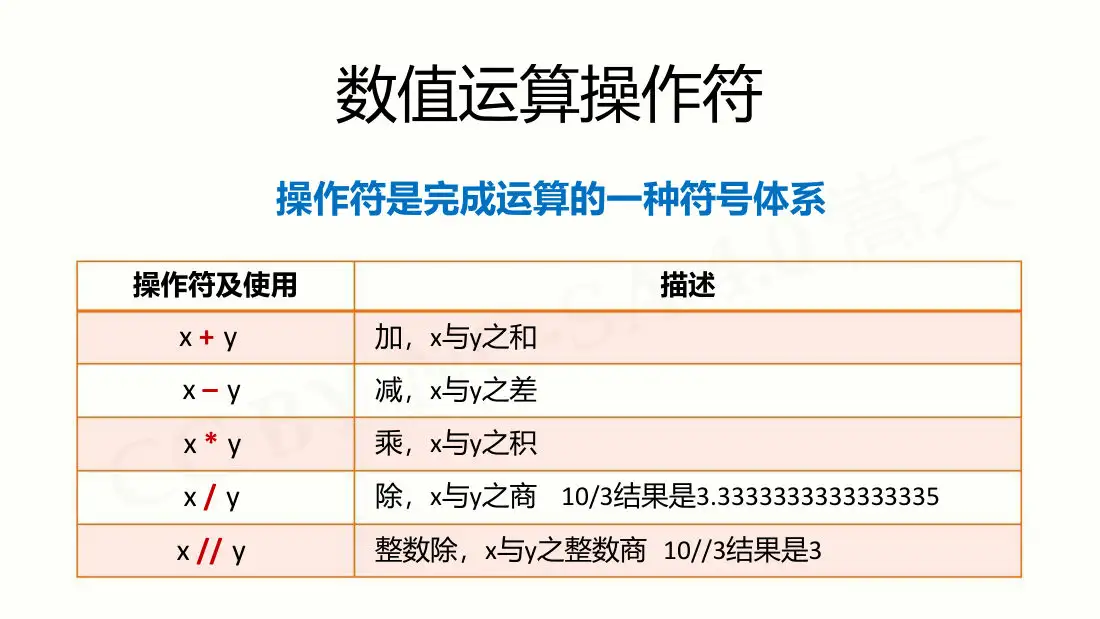 数值运算操作符
操作符是完成运算的一种符号体系
操作符及使用 描述
x + y 加，x与y之和
x – y 减，x与y之差
x * y 乘，x与y之积
x / y 除，x与y之商 10/3结果是3.3333333333333335
x // y 整数除，x与y之整数商 10//3结果是3